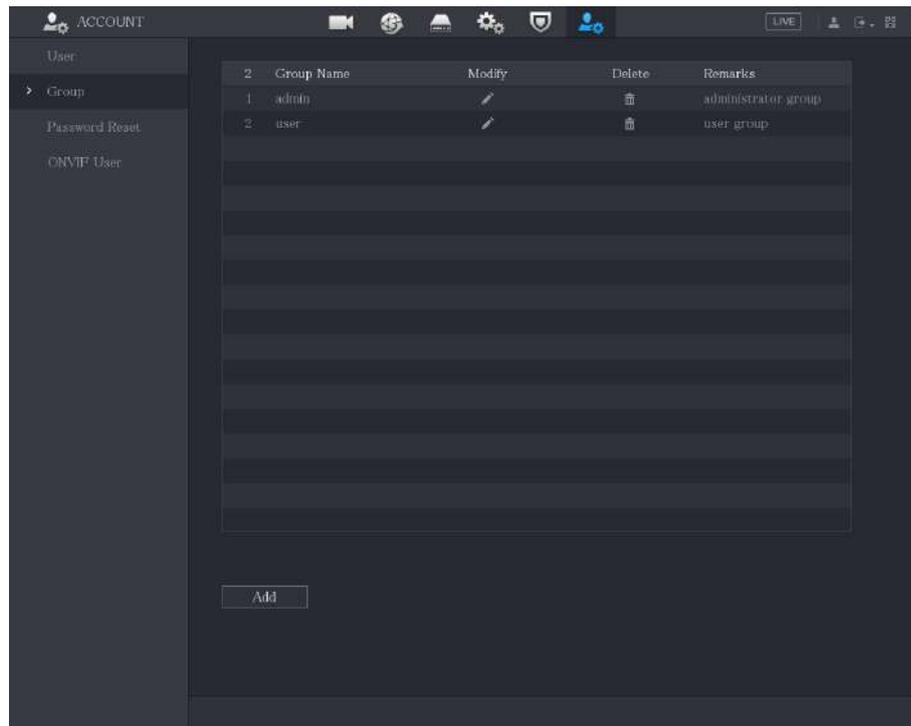 ACCOUNT LIVE
User
Group
Password Reset
ONVIF User
2 Group Name Modify Delete Remarks
1 admin administrator group
2 user user group
Add